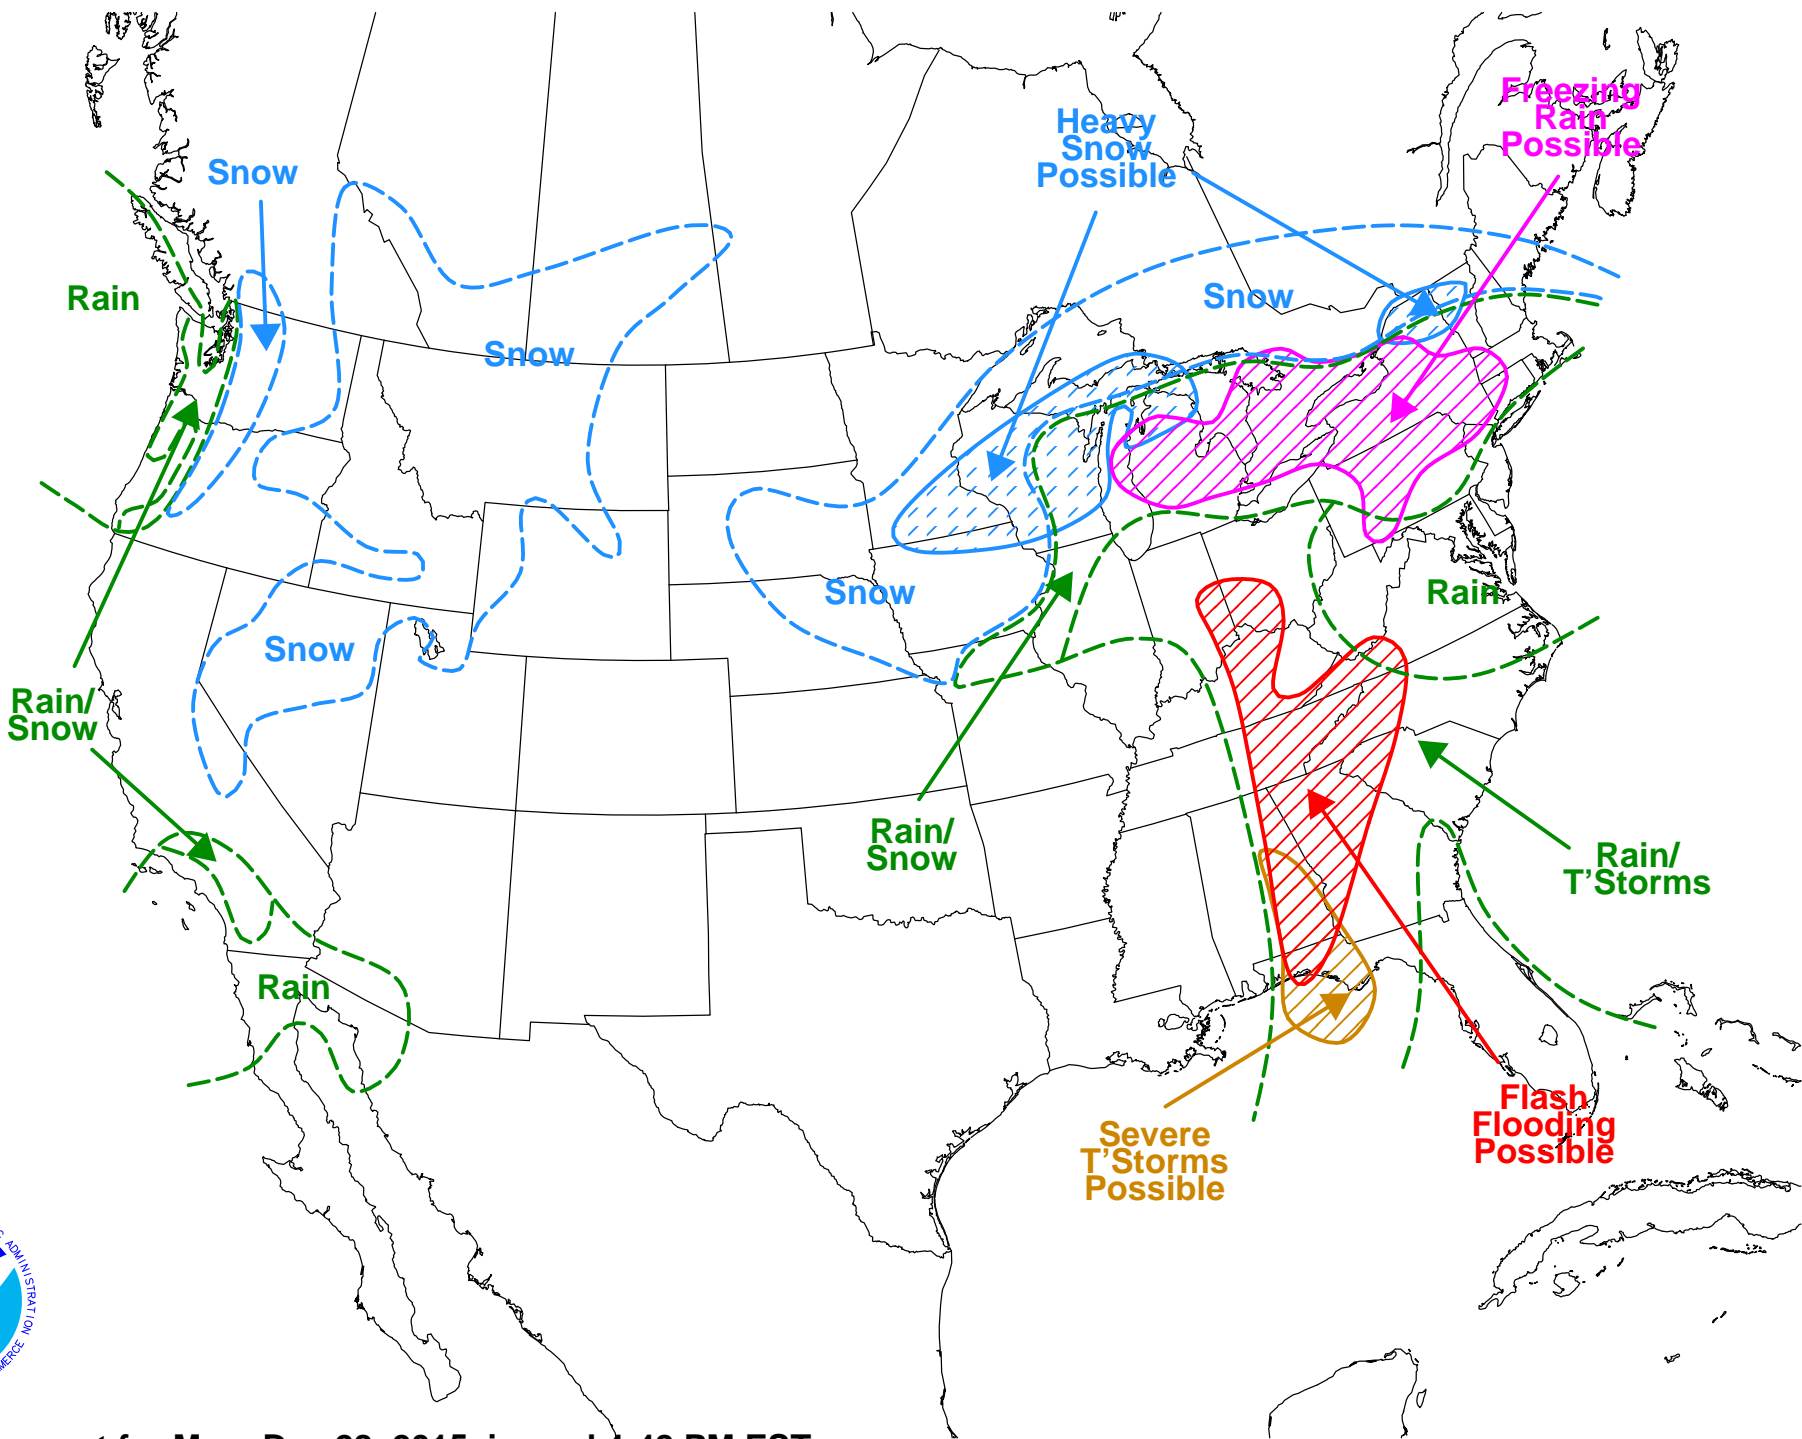 Freezing
Rain
Possible
Heavy
Snow
Possible
Snow
Rain
Snow
Snow
Snow
Rain
Snow
Rain/
Snow
Rain/
Snow
Rain/
T'Storms
Rain
Flash
Flooding
Possible
Severe
T'Storms
Possible
ADMINISTRATION